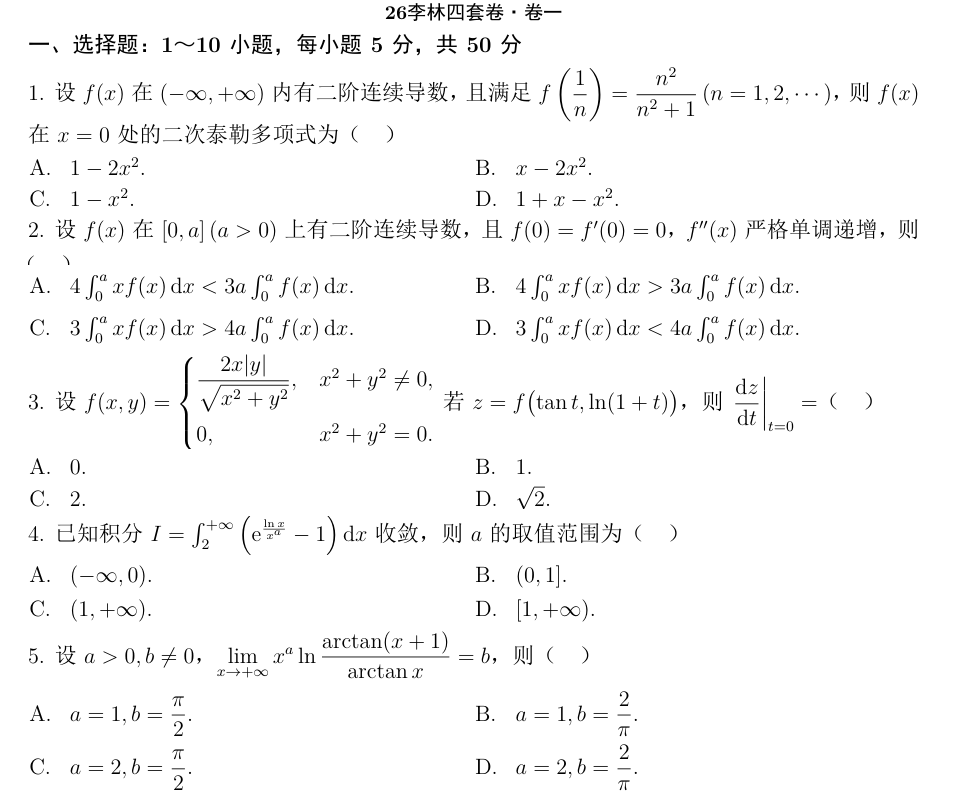 26李林四套卷·卷一
一、选择题：1～10 小题，每小题 5 分，共 50 分
1. 设 f(x) 在 (−∞, +∞) 内有二阶连续导数，且满足 f(1/n) = n²/(n² + 1) (n = 1, 2, ⋯)，则 f(x)
在 x = 0 处的二次泰勒多项式为（　）
A. 1 − 2x². B. x − 2x².
C. 1 − x². D. 1 + x − x².
2. 设 f(x) 在 [0, a] (a > 0) 上有二阶连续导数，且 f(0) = f′(0) = 0，f″(x) 严格单调递增，则
（　）
A. 4∫₀ᵃ xf(x) dx < 3a∫₀ᵃ f(x) dx. B. 4∫₀ᵃ xf(x) dx > 3a∫₀ᵃ f(x) dx.
C. 3∫₀ᵃ xf(x) dx > 4a∫₀ᵃ f(x) dx. D. 3∫₀ᵃ xf(x) dx < 4a∫₀ᵃ f(x) dx.
3. 设 f(x, y) = { 2x|y|/√(x² + y²), x² + y² ≠ 0, 0, x² + y² = 0. 若 z = f(tan t, ln(1 + t))，则 dz/dt|t=0 =（　）
A. 0. B. 1.
C. 2. D. √2.
4. 已知积分 I = ∫₂^{+∞} (e^{ln x/x^a} − 1) dx 收敛，则 a 的取值范围为（　）
A. (−∞, 0). B. (0, 1].
C. (1, +∞). D. [1, +∞).
5. 设 a > 0, b ≠ 0，lim x→+∞ x^a ln arctan(x + 1)/arctan x = b，则（　）
A. a = 1, b = π/2. B. a = 1, b = 2/π.
C. a = 2, b = π/2. D. a = 2, b = 2/π.